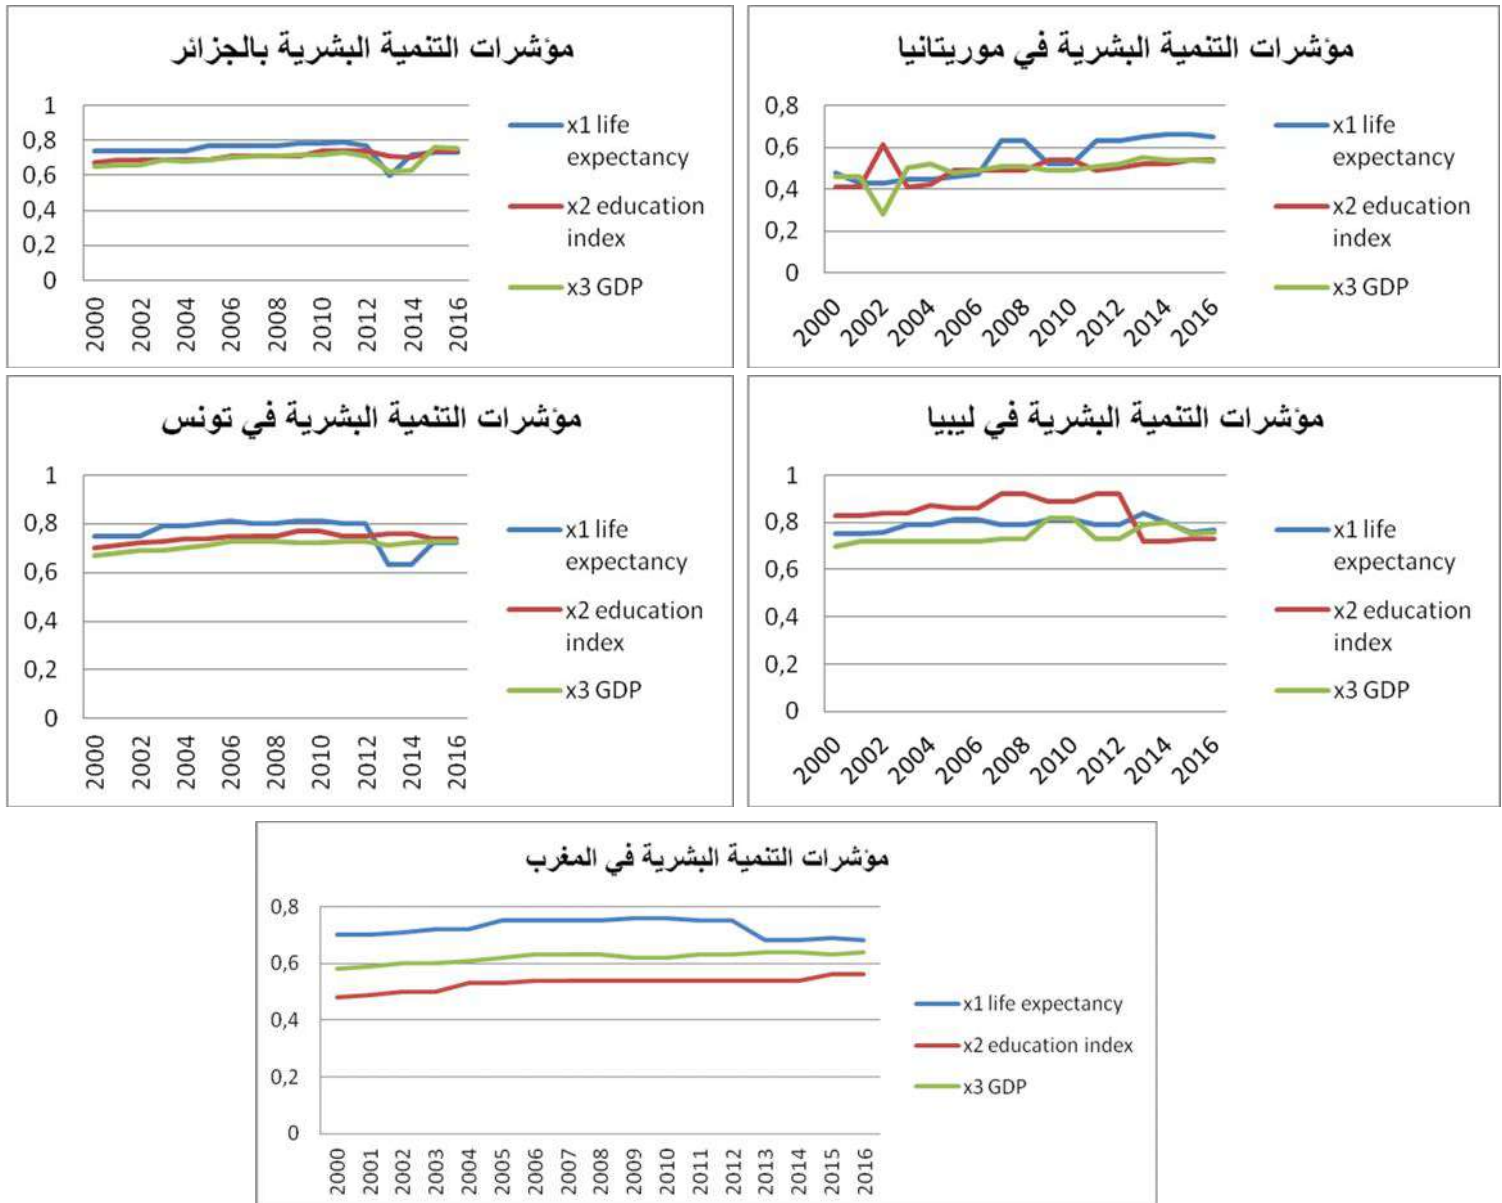 مؤشرات التنمية البشرية بالجزائر
1
0,8
0,6
0,4
0,2
0
2000
2002
2004
2006
2008
2010
2012
2014
2016
x1 life
expectancy
x2 education
index
x3 GDP
مؤشرات التنمية البشرية في موريتانيا
0,8
0,6
0,4
0,2
0
2000
2002
2004
2006
2008
2010
2012
2014
2016
x1 life
expectancy
x2 education
index
x3 GDP
مؤشرات التنمية البشرية في تونس
1
0,8
0,6
0,4
0,2
0
2000
2002
2004
2006
2008
2010
2012
2014
2016
x1 life
expectancy
x2 education
index
x3 GDP
مؤشرات التنمية البشرية في ليبيا
1
0,8
0,6
0,4
0,2
0
2000
2002
2004
2006
2008
2010
2012
2014
2016
x1 life
expectancy
x2 education
index
x3 GDP
مؤشرات التنمية البشرية في المغرب
0,8
0,6
0,4
0,2
0
2000
2001
2002
2003
2004
2005
2006
2007
2008
2009
2010
2011
2012
2013
2014
2015
2016
x1 life expectancy
x2 education index
x3 GDP